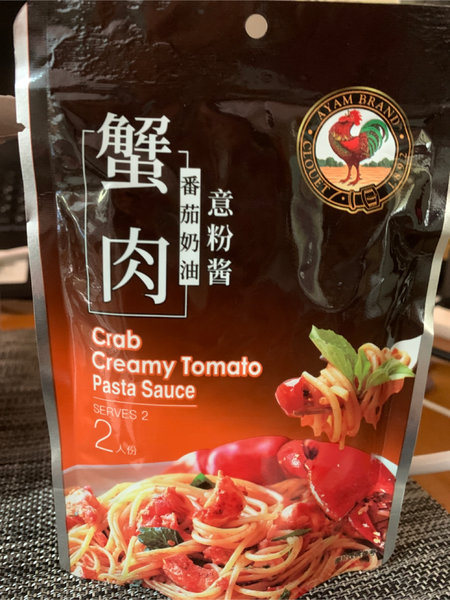 AYAM BRAND
CLOUET 1892
蟹肉
番茄奶油
意粉酱
Crab
Creamy Tomato
Pasta Sauce
SERVES 2
2人份